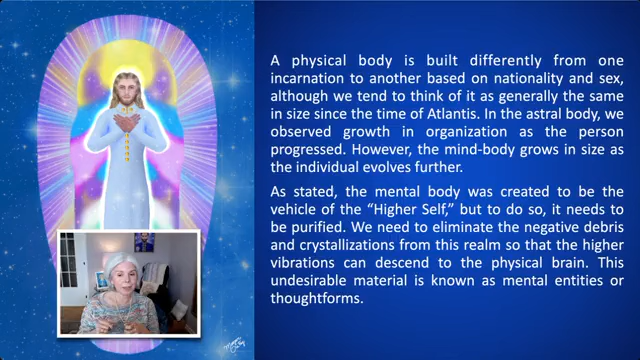 A physical body is built differently from one
incarnation to another based on nationality and sex,
although we tend to think of it as generally the same
in size since the time of Atlantis. In the astral body, we
observed growth in organization as the person
progressed. However, the mind-body grows in size as
the individual evolves further.
As stated, the mental body was created to be the
vehicle of the “Higher Self,” but to do so, it needs to
be purified. We need to eliminate the negative debris
and crystallizations from this realm so that the higher
vibrations can descend to the physical brain. This
undesirable material is known as mental entities or
thoughtforms.